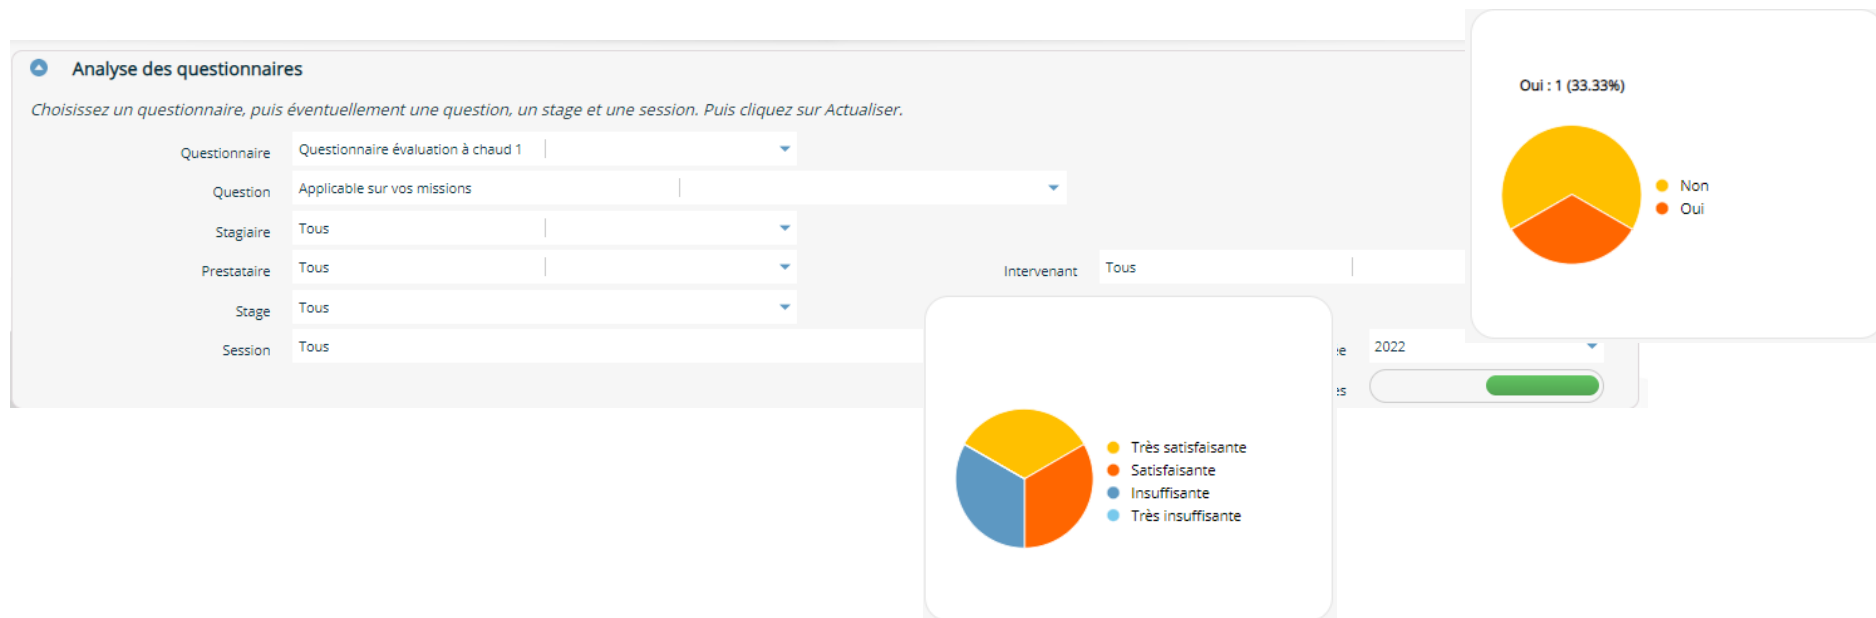 Analyse des questionnaires
Choisissez un questionnaire, puis éventuellement une question, un stage et une session. Puis cliquez sur Actualiser.
Questionnaire Questionnaire évaluation à chaud 1
Question Applicable sur vos missions
Stagiaire Tous
Prestataire Tous
Intervenant Tous
Stage Tous
Session Tous
2022
Oui : 1 (33.33%)
Non
Oui
Très satisfaisante
Satisfaisante
Insuffisante
Très insuffisante